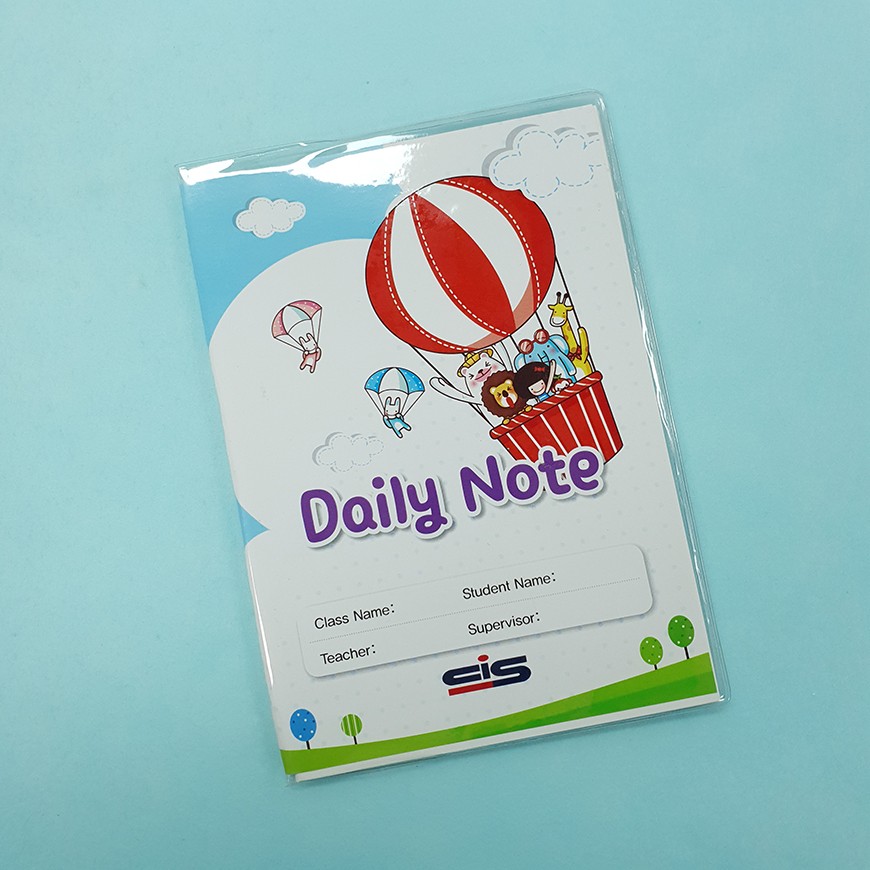 Daily Note
Class Name: Student Name:
Teacher: Supervisor:
CIS